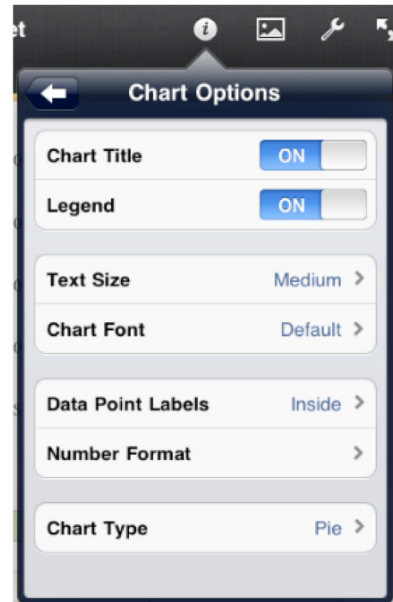 et
Chart Options
Chart Title ON
Legend ON
Text Size Medium
Chart Font Default
Data Point Labels Inside
Number Format
Chart Type Pie